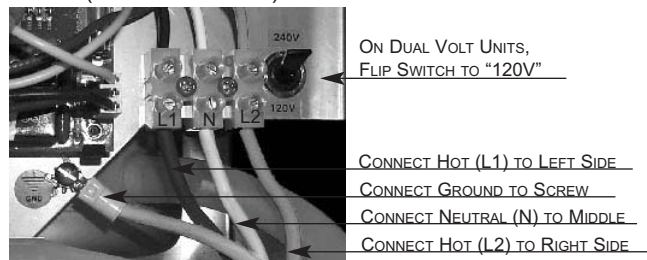 240V
120V
L1 N L2
GND
ON DUAL VOLT UNITS,
FLIP SWITCH TO “120V”
CONNECT HOT (L1) TO LEFT SIDE
CONNECT GROUND TO SCREW
CONNECT NEUTRAL (N) TO MIDDLE
CONNECT HOT (L2) TO RIGHT SIDE